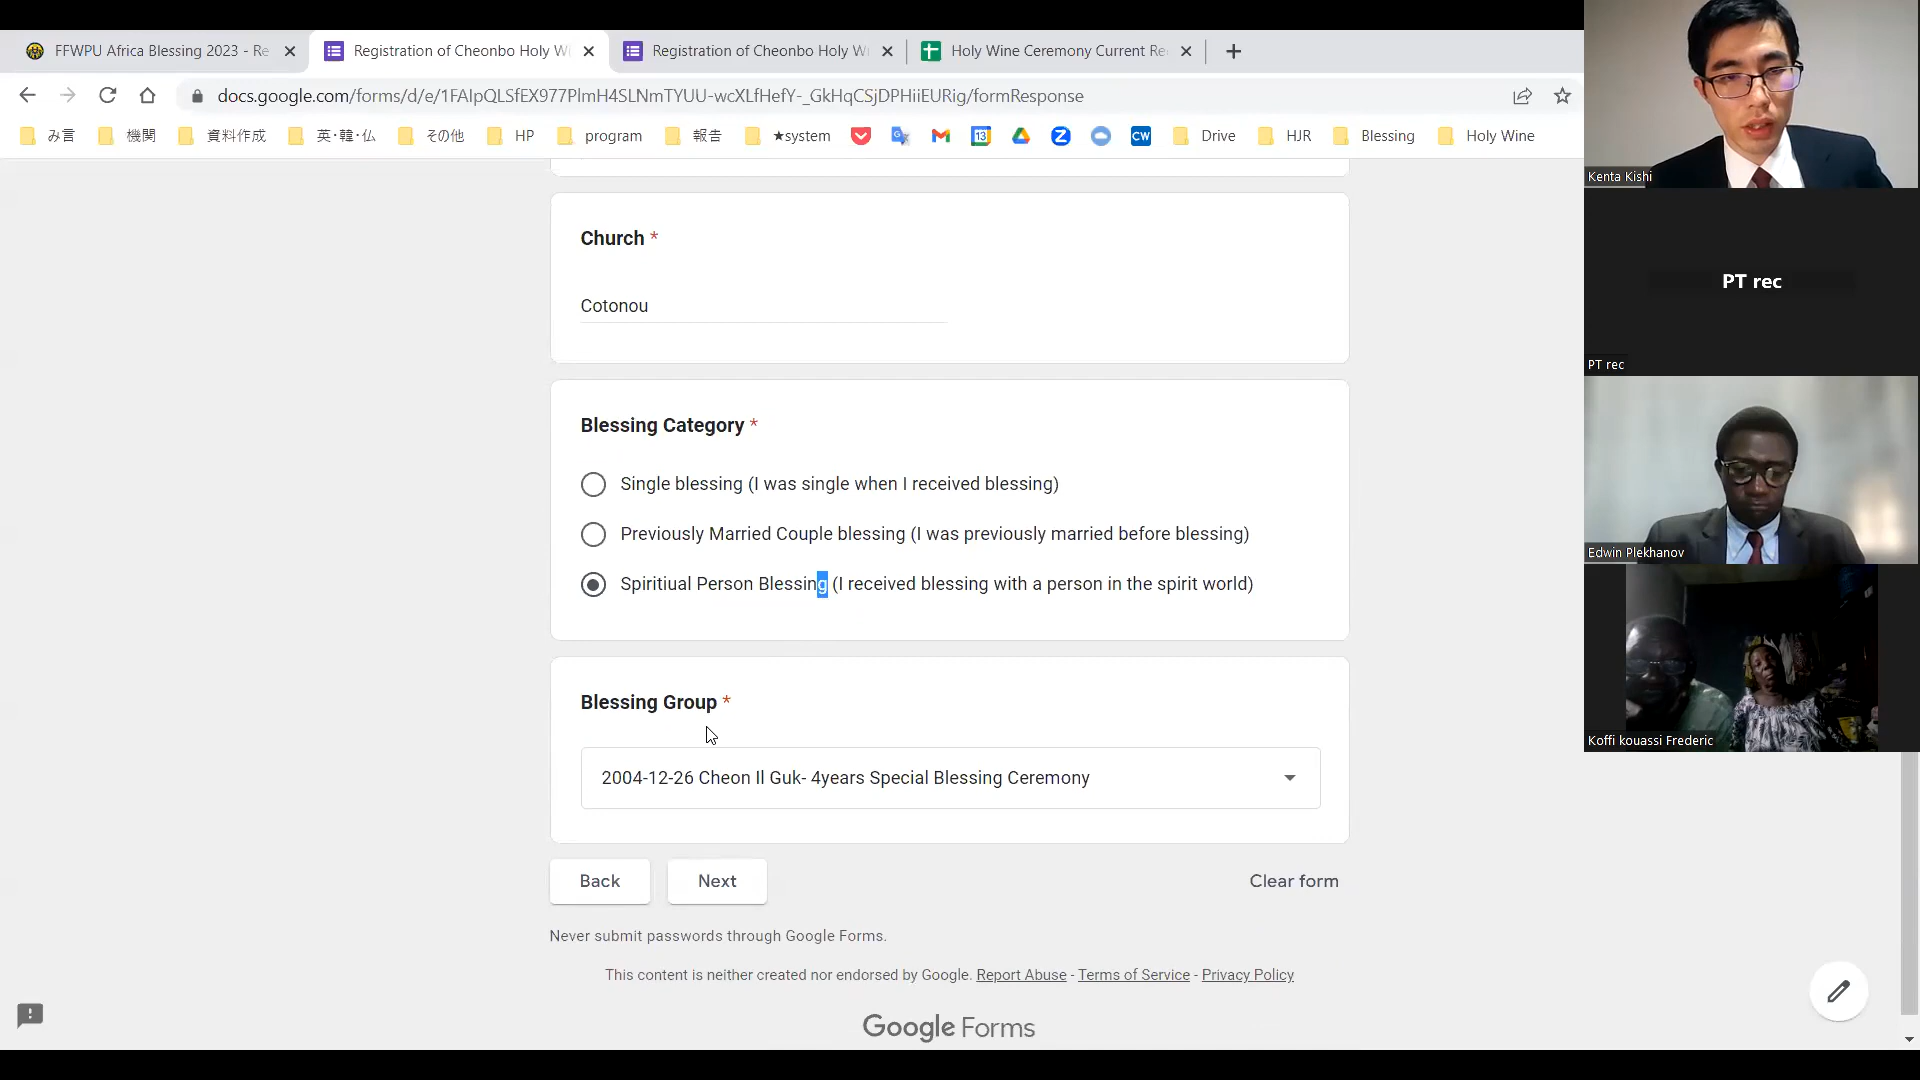 FFWPU Africa Blessing 2023 - Re
Registration of Cheonbo Holy Wi
Registration of Cheonbo Holy Wi
Holy Wine Ceremony Current Re
docs.google.com/forms/d/e/1FAIpQLSfEX977PlmH4SLNmTYUU-wcXLfHefY-_GkHqCSjDPHiiEURig/formResponse
み言 機関 資料作成 英・韓・仏 その他 HP program 報告 ★system 13 CW Drive HJR Blessing Holy Wine
Kenta Kishi
PT rec
PT rec
Edwin Plekhanov
Koffi kouassi Frederic
Church *
Cotonou
Blessing Category *
Single blessing (I was single when I received blessing)
Previously Married Couple blessing (I was previously married before blessing)
Spiritiual Person Blessing (I received blessing with a person in the spirit world)
Blessing Group *
2004-12-26 Cheon Il Guk- 4years Special Blessing Ceremony
Back Next Clear form
Never submit passwords through Google Forms.
This content is neither created nor endorsed by Google. Report Abuse - Terms of Service - Privacy Policy
Google Forms